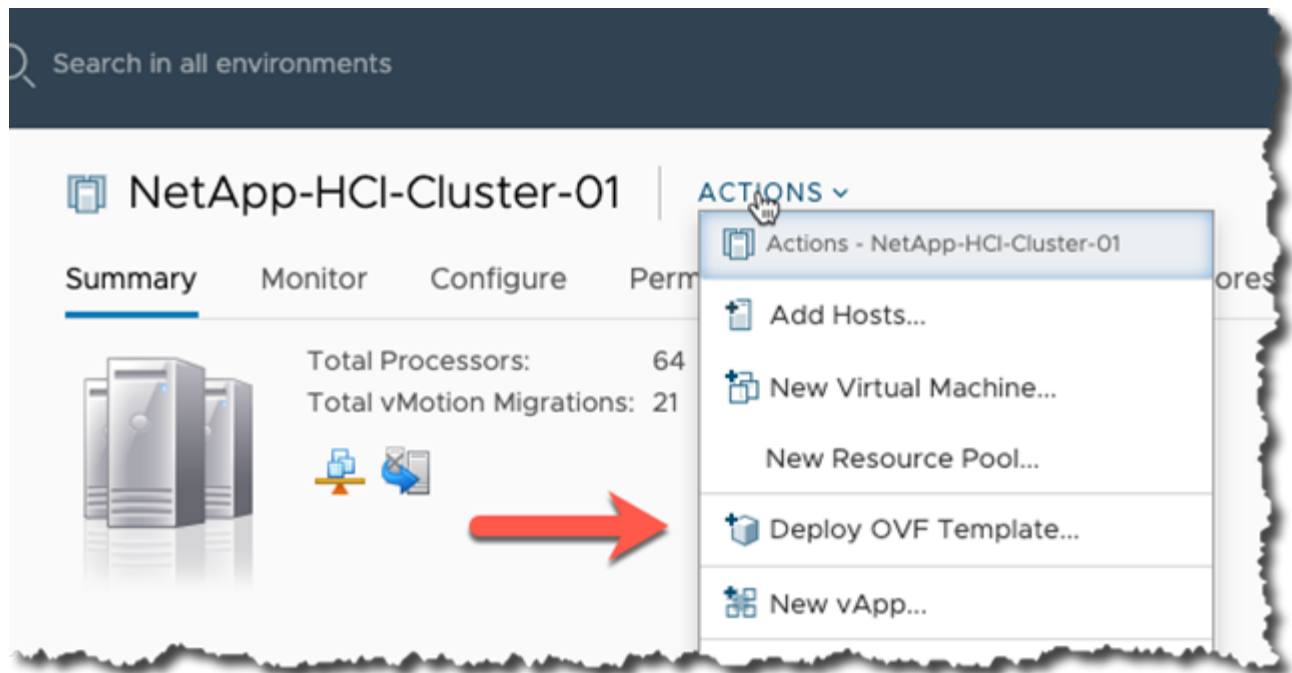 Search in all environments
NetApp-HCI-Cluster-01
ACTIONS
Actions - NetApp-HCI-Cluster-01
Summary Monitor Configure
Add Hosts...
Total Processors: 64
Total vMotion Migrations: 21
New Virtual Machine...
New Resource Pool...
Deploy OVF Template...
New vApp...